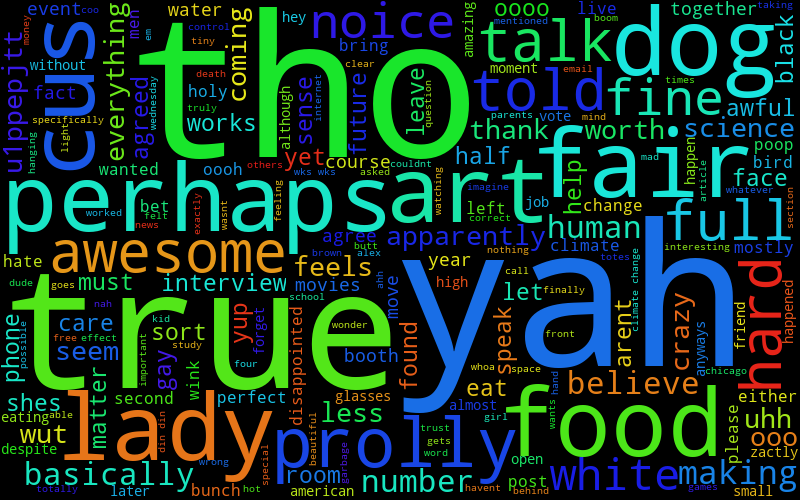 event
coo
men
water
hey
noice
oooo
live
boom
together
taking
money
mentioned
control
em
tiny
bring
amazing
talk
dog
black
tho
cus
coming
everything
u1ppepjtt
without
fact
specifically
light
hanging
agreed
wednesday
holy
death
truly
works
although
sense
internet
future
clear
leave
question
moment
email
told
fine
times
awful
parents
vote
mind
thank
worth
science
wanted
oooh
yet
course
couldnt
half
fair
mad
happen
poop
bird
article
face
whatever
others
wks wks
asked
perhaps
art
watching
help
imagine
left
correct
job
change
section
worked
bet
felt
news
exactly
wasnt
feeling
human
full
awesome
agree
butt
apparently
brown
alex
climate
interesting
mostly
hate
feels
year
nothing
totes
climate change
dude
goes
must
interview
movies
ahh
move
high
call
let
finally
hard
happened
true
yah
school
nah
phone
possible
care
kid
sort
yup
forget
wonder
front
arent
crazy
anyways
friend
free
effect
important
study
seem
gay
four
booth
found
speak
whoa
space
chicago
matter
second
wink
perfect
disappointed
glasses
eat
believe
either
shes
less
almost
wants
hand
eating
able
lady
din din
beautiful
prolly
trust
girl
food
please
uhh
wut
gets
word
ooo
despite
wrong
special
garbage
open
zactly
basically
room
number
post
white
making
totally
later
bunch
hot
american
havent
behind
games
small